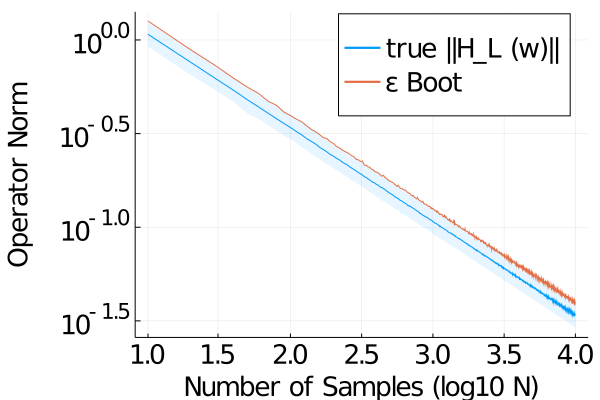 true ‖H_L (w)‖
ε Boot
Operator Norm
10^0.0
10^-0.5
10^-1.0
10^-1.5
1.0 1.5 2.0 2.5 3.0 3.5 4.0
Number of Samples (log10 N)